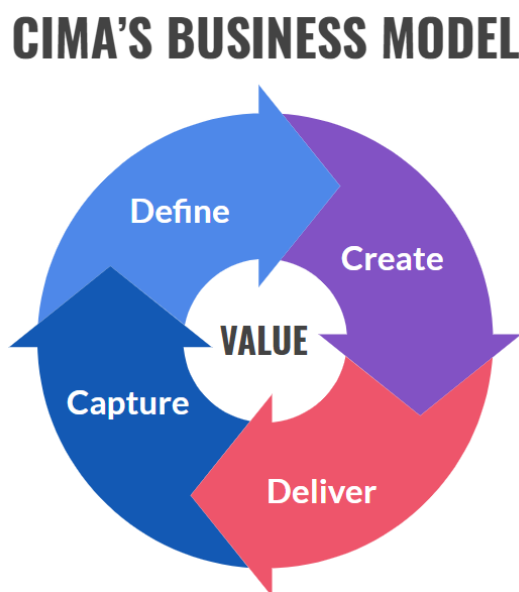 CIMA'S BUSINESS MODEL
Define
Create
VALUE
Capture
Deliver